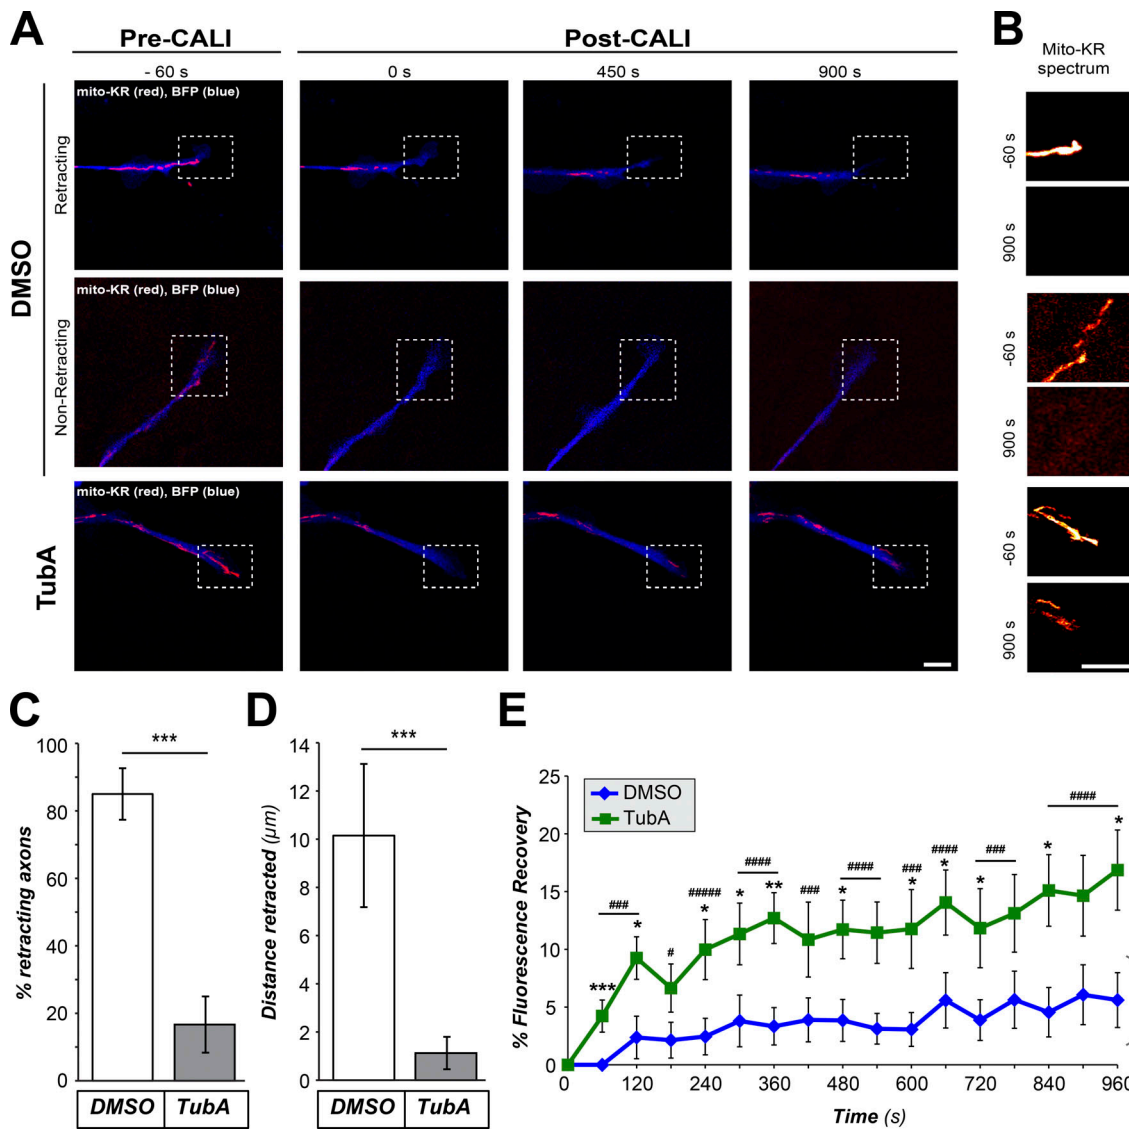 A
Pre-CALI
Post-CALI
B
Mito-KR
spectrum
- 60 s
0 s
450 s
900 s
DMSO
Retracting
mito-KR (red), BFP (blue)
-60 s
900 s
Non-Retracting
mito-KR (red), BFP (blue)
-60 s
900 s
TubA
mito-KR (red), BFP (blue)
-60s
900 s
C
% retracting axons
100
80
60
40
20
0
***
DMSO
TubA
D
Distance retracted (µm)
14
12
10
8
6
4
2
0
***
DMSO
TubA
E
% Fluorescence Recovery
25
20
15
10
5
0
DMSO
TubA
***
###
*
#
#####
*
####
*
**
###
####
*
###
*
####
*
###
*
####
*
*
0
120
240
360
480
600
720
840
960
Time (s)